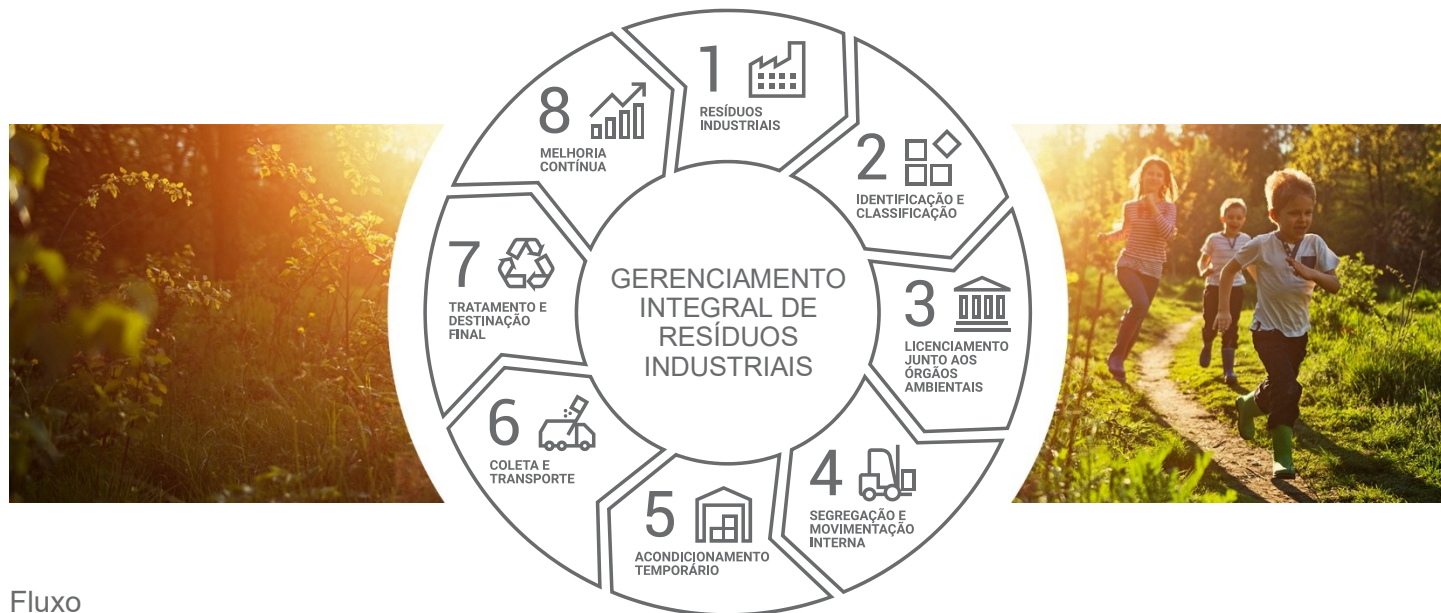 1
RESÍDUOS
INDUSTRIAIS
2
IDENTIFICAÇÃO E
CLASSIFICAÇÃO
3
LICENCIAMENTO
JUNTO AOS
ÓRGÃOS
AMBIENTAIS
4
SEGREGAÇÃO E
MOVIMENTAÇÃO
INTERNA
5
ACONDICIONAMENTO
TEMPORÁRIO
6
COLETA E
TRANSPORTE
7
TRATAMENTO E
DESTINAÇÃO
FINAL
8
MELHORIA
CONTÍNUA
GERENCIAMENTO
INTEGRAL DE
RESÍDUOS
INDUSTRIAIS
Fluxo